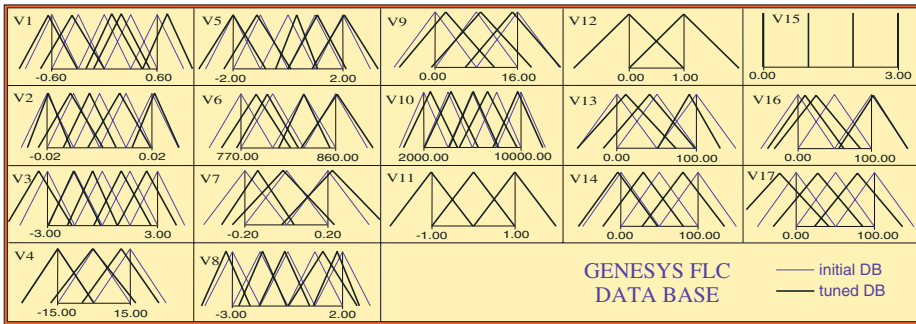 V1
-0.60 0.60
V5
-2.00 2.00
V9
0.00 16.00
V12
0.00 1.00
V15
0.00 3.00
V2
-0.02 0.02
V6
770.00 860.00
V10
2000.00 10000.00
V13
0.00 100.00
V16
0.00 100.00
V3
-3.00 3.00
V7
-0.20 0.20
V11
-1.00 1.00
V14
0.00 100.00
V17
0.00 100.00
V4
-15.00 15.00
V8
-3.00 2.00
GENESYS FLC
DATA BASE
initial DB
tuned DB